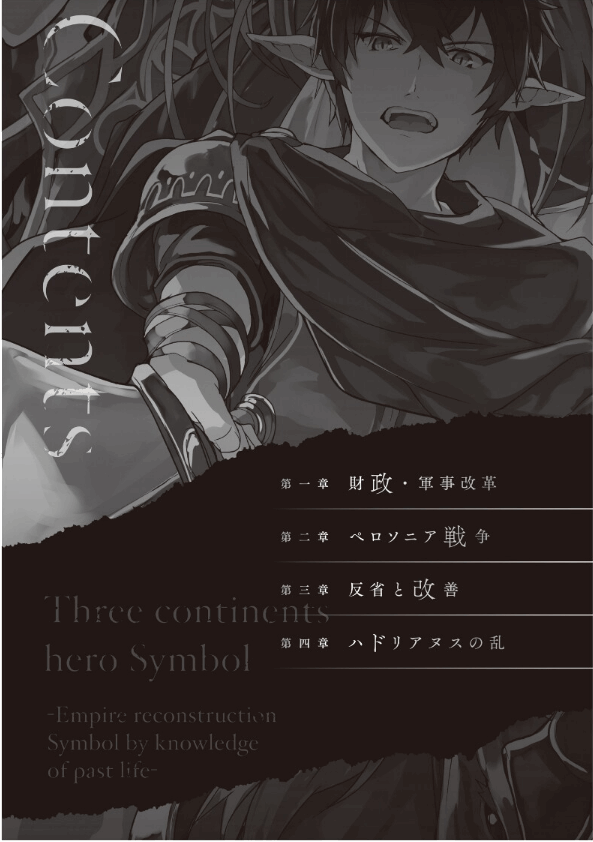 Contents
第一章 財政・軍事改革
第二章 ペロソニア戦争
第三章 反省と改善
第四章 ハドリアヌスの乱
Three continents
hero Symbol
-Empire reconstruction
Symbol by knowledge
of past life-